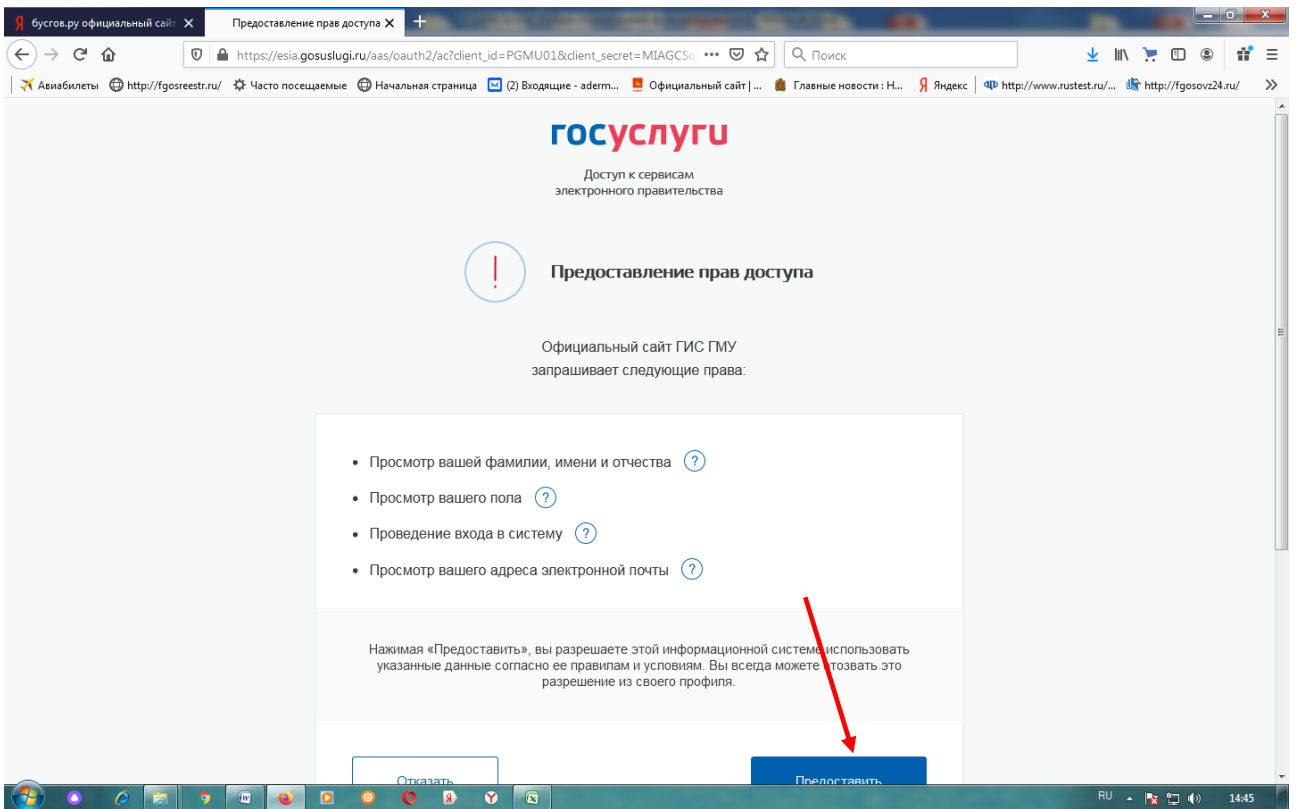 бусгов.ру официальный сайт
Предоставление прав доступа
https://esia.gosuslugi.ru/aas/oauth2/ac?client_id=PGMU01&client_secret=MIAGCSq
Поиск
Авиабилеты
http://fgosreestr.ru/
Часто посещаемые
Начальная страница
(2) Входящие - aderm...
Официальный сайт | ...
Главные новости : Н...
Яндекс
http://www.rustest.ru/...
http://fgosovz24.ru/
госуслуги
Доступ к сервисам
электронного правительства
Предоставление прав доступа
Официальный сайт ГИС ГМУ
запрашивает следующие права:
• Просмотр вашей фамилии, имени и отчества ?
• Просмотр вашего пола ?
• Проведение входа в систему ?
• Просмотр вашего адреса электронной почты ?
Нажимая «Предоставить», вы разрешаете этой информационной системе использовать
указанные данные согласно ее правилам и условиям. Вы всегда можете отозвать это
разрешение из своего профиля.
Отказать
Предоставить
RU
14:45